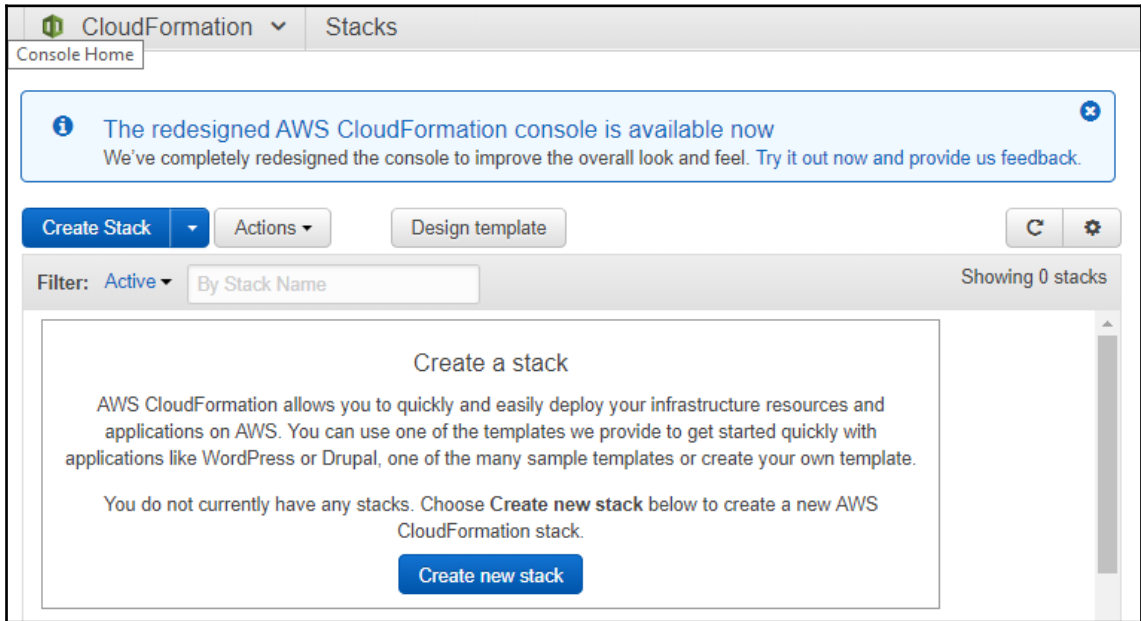 CloudFormation Stacks
Console Home
The redesigned AWS CloudFormation console is available now
We've completely redesigned the console to improve the overall look and feel. Try it out now and provide us feedback.
Create Stack Actions Design template
Filter: Active By Stack Name Showing 0 stacks
Create a stack
AWS CloudFormation allows you to quickly and easily deploy your infrastructure resources and
applications on AWS. You can use one of the templates we provide to get started quickly with
applications like WordPress or Drupal, one of the many sample templates or create your own template.
You do not currently have any stacks. Choose Create new stack below to create a new AWS
CloudFormation stack.
Create new stack